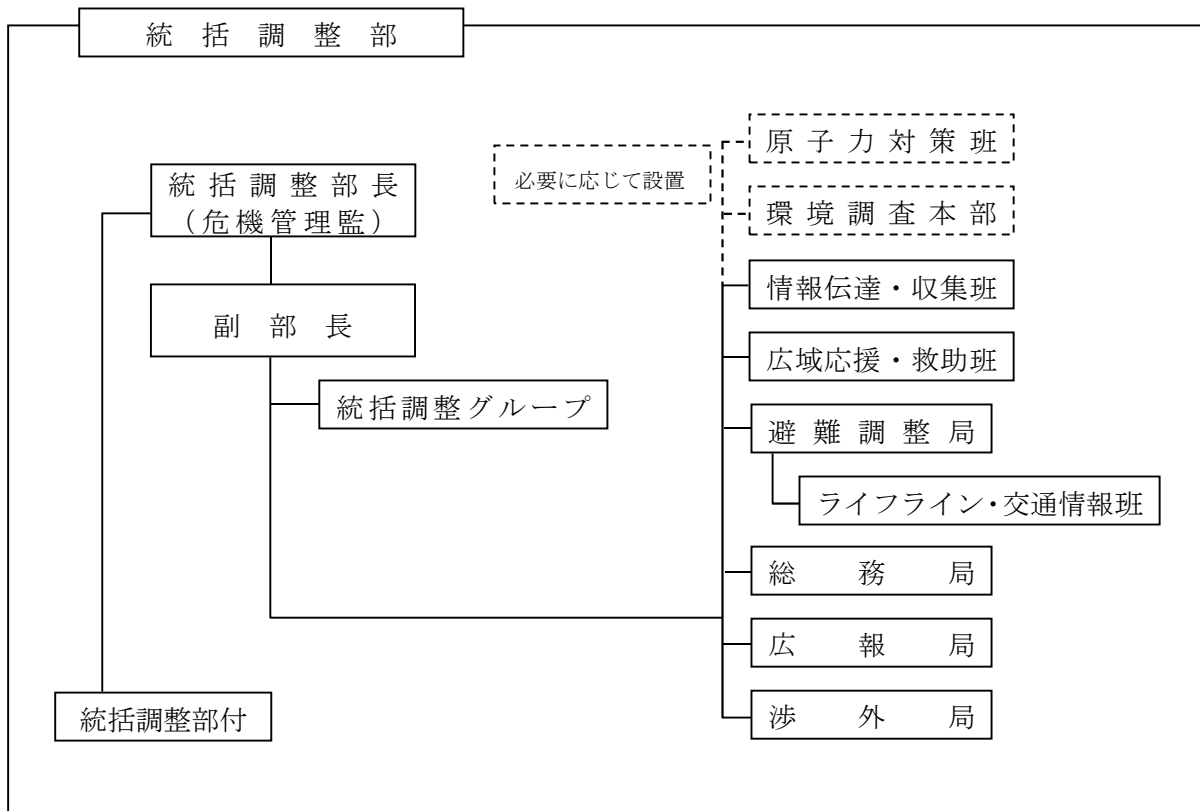 統括調整部
統括調整部長
（危機管理監）
副部長
統括調整グループ
統括調整部付
必要に応じて設置
原子力対策班
環境調査本部
情報伝達・収集班
広域応援・救助班
避難調整局
ライフライン・交通情報班
総務局
広報局
渉外局